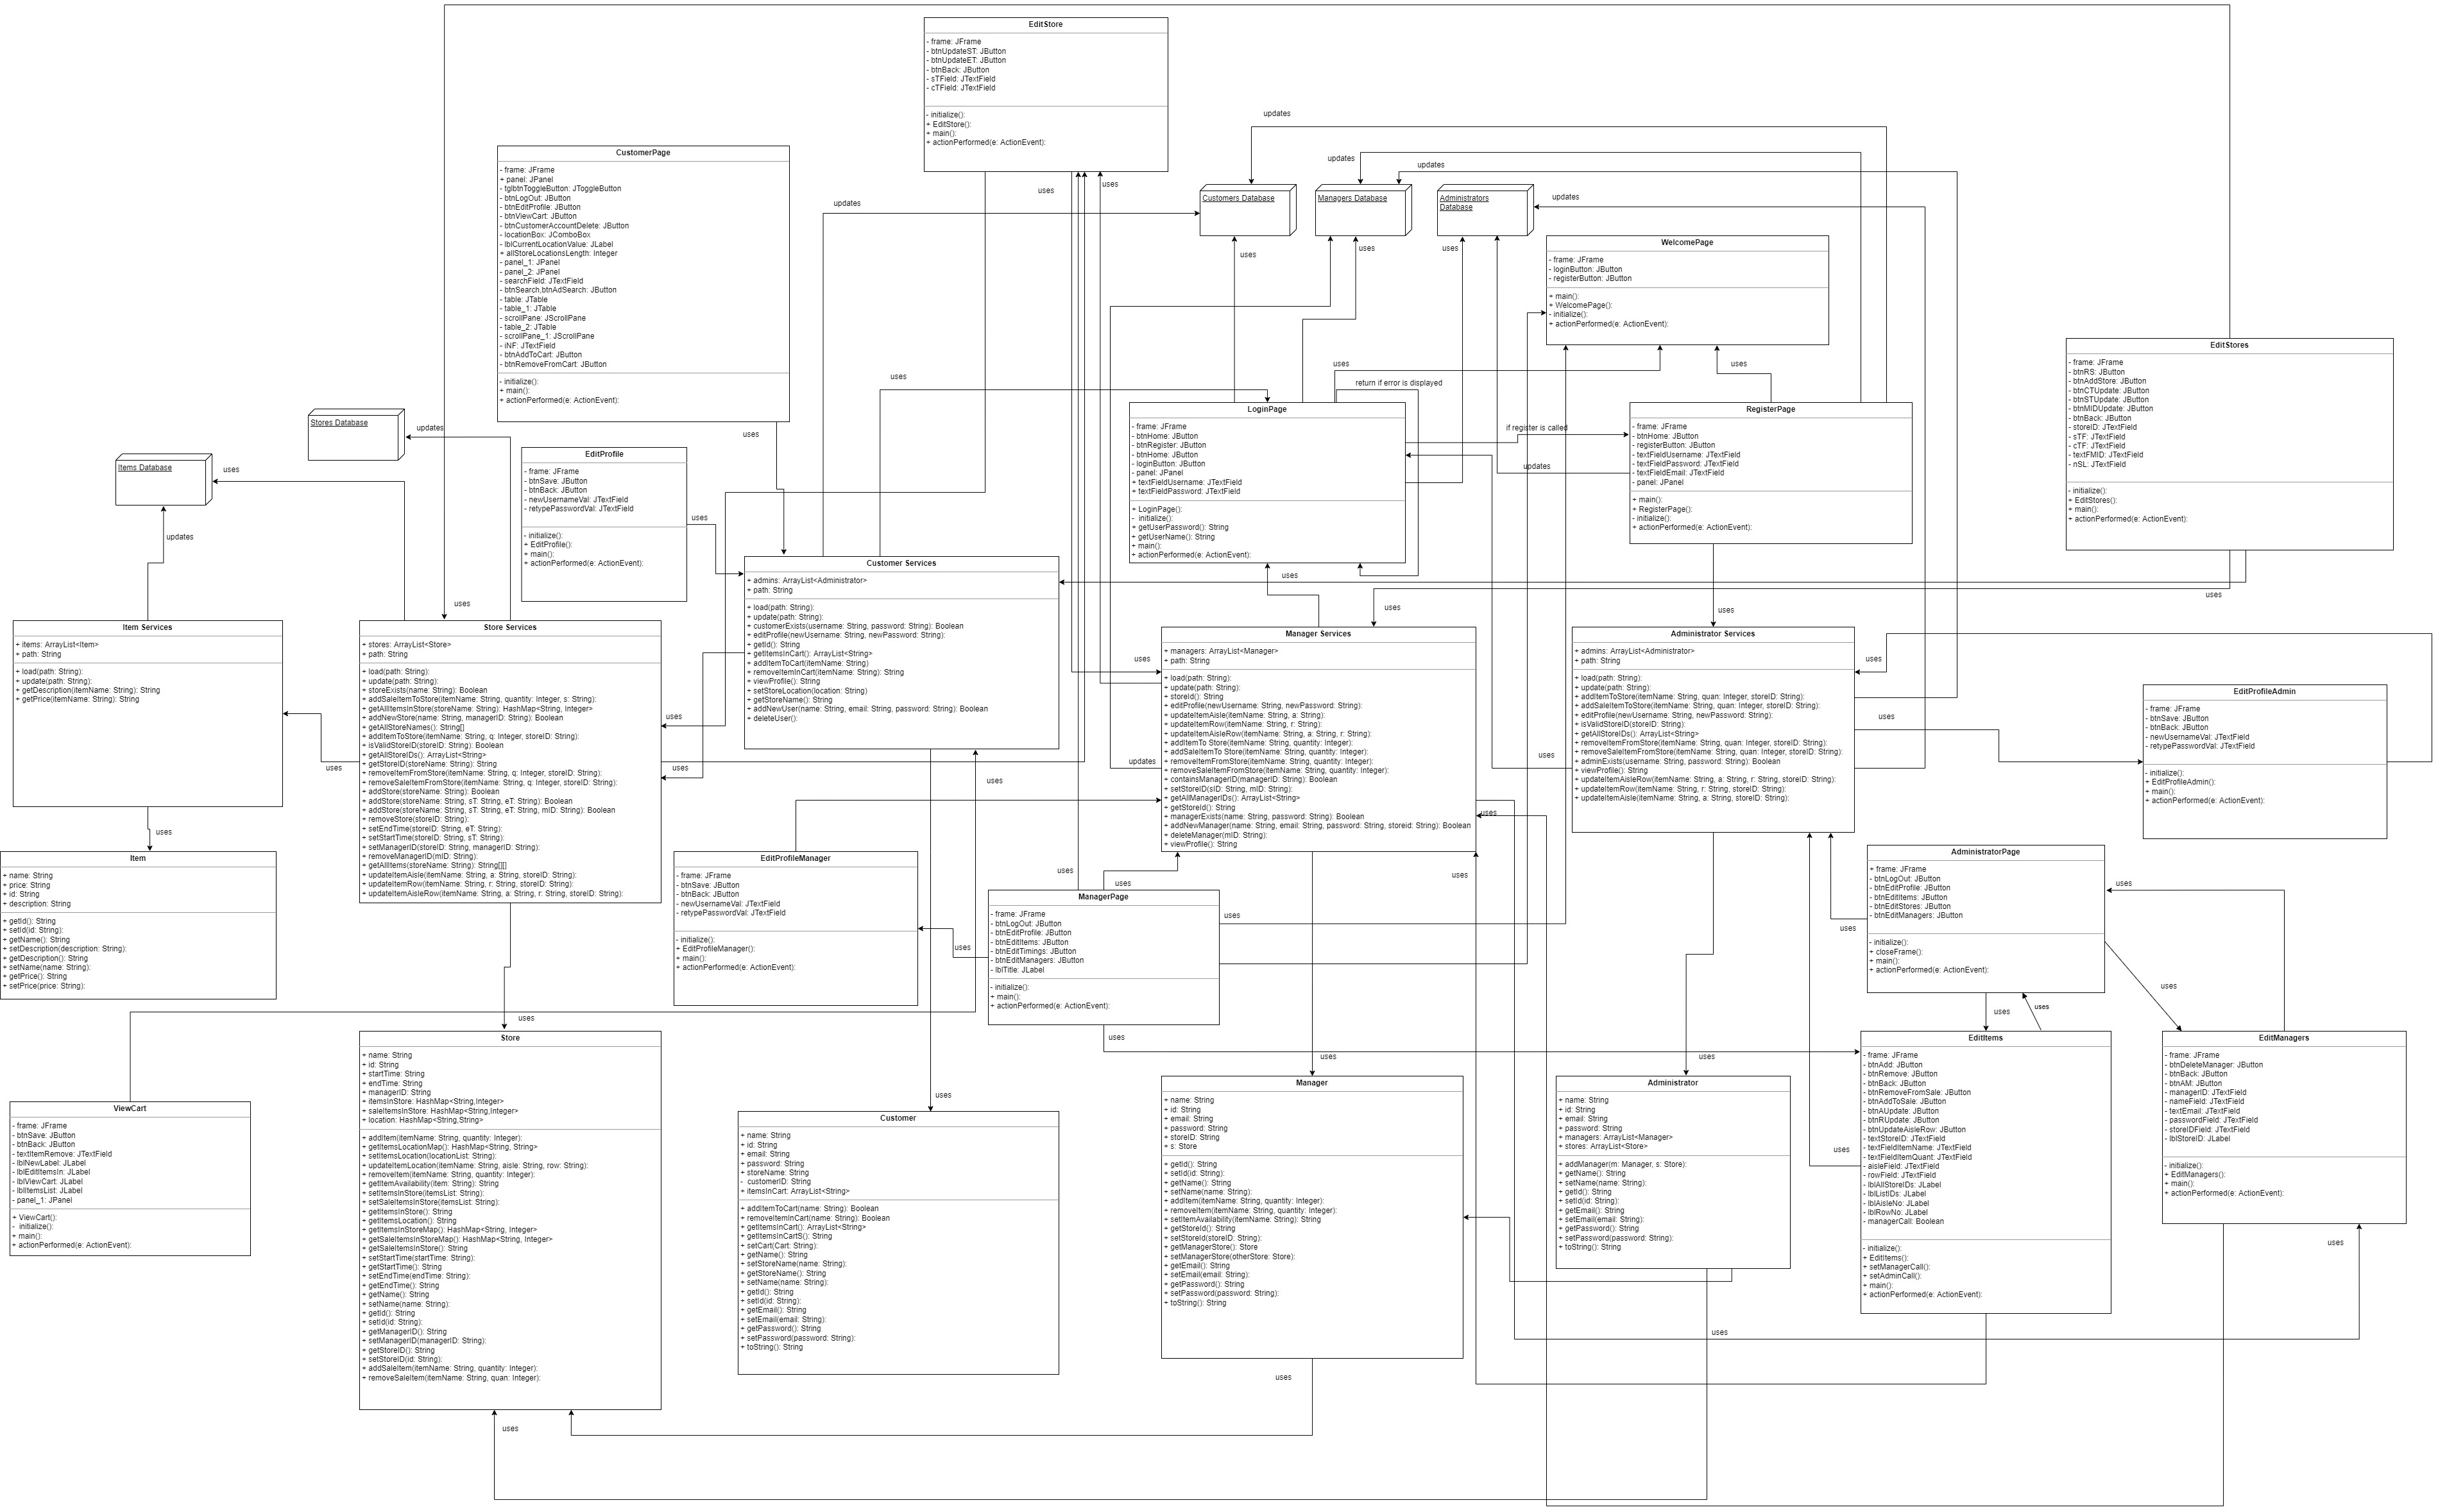 EditStore
- frame: JFrame
- btnUpdateST: JButton
- btnUpdateET: JButton
- btnBack: JButton
- sTField: JTextField
- cTField: JTextField
- initialize():
+ EditStore():
+ main():
+ actionPerformed(e: ActionEvent):
uses
uses
CustomerPage
- frame: JFrame
+ panel: JPanel
- tglbtnToggleButton: JToggleButton
- btnLogOut: JButton
- btnEditProfile: JButton
- btnViewCart: JButton
- btnCustomerAccountDelete: JButton
- locationBox: JComboBox
- lblCurrentLocationValue: JLabel
+ allStoreLocationsLength: Integer
- panel_1: JPanel
- panel_2: JPanel
- searchField: JTextField
- btnSearch,btnAdSearch: JButton
- table: JTable
- table_1: JTable
- scrollPane: JScrollPane
- table_2: JTable
- scrollPane_1: JScrollPane
- iNF: JTextField
- btnAddToCart: JButton
- btnRemoveFromCart: JButton
- initialize():
+ main():
+ actionPerformed(e: ActionEvent):
uses
updates
updates
updates
updates
updates
Customers Database
Managers Database
Administrators
Database
uses
uses
uses
WelcomePage
- frame: JFrame
- loginButton: JButton
- registerButton: JButton
+ main():
+ WelcomePage():
- initialize():
+ actionPerformed(e: ActionEvent):
uses
uses
uses
return if error is displayed
EditStores
- frame: JFrame
- btnRS: JButton
- btnAddStore: JButton
- btnCTUpdate: JButton
- btnSTUpdate: JButton
- btnMIDUpdate: JButton
- btnBack: JButton
- storeID: JTextField
- sTF: JTextField
- cTF: JTextField
- textFMID: JTextField
- nSL: JTextField
- initialize():
+ EditStores():
+ main():
+ actionPerformed(e: ActionEvent):
uses
Stores Database
updates
Items Database
uses
updates
EditProfile
- frame: JFrame
- btnSave: JButton
- btnBack: JButton
- newUsernameVal: JTextField
- retypePasswordVal: JTextField
- initialize():
+ EditProfile():
+ main():
+ actionPerformed(e: ActionEvent):
uses
LoginPage
- frame: JFrame
- btnHome: JButton
- btnRegister: JButton
- btnHome: JButton
- loginButton: JButton
- panel: JPanel
+ textFieldUsername: JTextField
+ textFieldPassword: JTextField
+ LoginPage():
-  initialize():
+ getUserPassword(): String
+ getUserName(): String
+ main():
+ actionPerformed(e: ActionEvent):
if register is called
updates
RegisterPage
- frame: JFrame
- btnHome: JButton
- registerButton: JButton
- textFieldUsername: JTextField
- textFieldPassword: JTextField
- textFieldEmail: JTextField
- panel: JPanel
+ main():
+ RegisterPage():
- initialize():
+ actionPerformed(e: ActionEvent):
uses
uses
uses
uses
Customer Services
+ admins: ArrayList<Administrator>
+ path: String
+ load(path: String):
+ update(path: String):
+ customerExists(username: String, password: String): Boolean
+ editProfile(newUsername: String, newPassword: String):
+ getId(): String
+ getItemsInCart(): ArrayList<String>
+ addItemToCart(itemName: String)
+ removeItemInCart(itemName: String): String
+ viewProfile(): String
+ setStoreLocation(location: String)
+ getStoreName(): String
+ addNewUser(name: String, email: String, password: String): Boolean
+ deleteUser():
Item Services
+ items: ArrayList<Item>
+ path: String
+ load(path: String):
+ update(path: String):
+ getDescription(itemName: String): String
+ getPrice(itemName: String): String
uses
uses
Store Services
+ stores: ArrayList<Store>
+ path: String
+ load(path: String):
+ update(path: String):
+ storeExists(name: String): Boolean
+ addSaleItemToStore(itemName: String, quantity: Integer, s: String):
+ getAllItemsInStore(storeName: String): HashMap<String, Integer>
+ addNewStore(name: String, managerID: String): Boolean
+ getAllStoreNames(): String[]
+ addItemToStore(itemName: String, q: Integer, storeID: String):
+ isValidStoreID(storeID: String): Boolean
+ getAllStoreIDs(): ArrayList<String>
+ getStoreID(storeName: String): String
+ removeItemFromStore(itemName: String, q: Integer, storeID: String):
+ removeSaleItemFromStore(itemName: String, q: Integer, storeID: String):
+ addStore(name: String): Boolean
+ addStore(storeName: String, sT: String, eT: String): Boolean
+ addStore(storeName: String, sT: String, eT: String, mID: String): Boolean
+ removeStore(storeID: String):
+ setEndTime(storeID: String, eT: String):
+ setStartTime(storeID: String, sT: String):
+ setManagerID(storeID: String, managerID: String):
+ removeManagerID(mID: String):
+ getAllItems(storeName: String): String[][]
+ updateItemAisle(itemName: String, a: String, storeID: String):
+ updateItemRow(itemName: String, r: String, storeID: String):
+ updateItemAisleRow(itemName: String, a: String, r: String, storeID: String):
uses
uses
uses
uses
updates
Manager Services
+ managers: ArrayList<Manager>
+ path: String
+ load(path: String):
+ update(path: String):
+ storeId(): String
+ editProfile(newUsername: String, newPassword: String):
+ updateItemAisle(itemName: String, a: String):
+ updateItemRow(itemName: String, r: String):
+ updateItemAisleRow(itemName: String, a: String, r: String):
+ addItemTo Store(itemName: String, quantity: Integer):
+ addSaleItemTo Store(itemName: String, quantity: Integer):
+ removeItemFromStore(itemName: String, quantity: Integer):
+ removeSaleItemFromStore(itemName: String, quantity: Integer):
+ containsManagerID(managerID: String): Boolean
+ setStoreID(sID: String, mID: String):
+ getAllManagerIDs(): ArrayList<String>
+ getStoreId(): String
+ managerExists(name: String, password: String): Boolean
+ addNewManager(name: String, email: String, password: String, storeid: String): Boolean
+ deleteManager(mID: String):
+ viewProfile(): String
uses
uses
uses
Administrator Services
+ admins: ArrayList<Administrator>
+ path: String
+ load(path: String):
+ update(path: String):
+ addItemToStore(itemName: String, quan: Integer, storeID: String):
+ addSaleItemToStore(itemName: String, quan: Integer, storeID: String):
+ editProfile(newUsername: String, newPassword: String):
+ isValidStoreID(storeID: String):
+ getAllStoreIDs(): ArrayList<String>
+ removeItemFromStore(itemName: String, quan: Integer, storeID: String):
+ removeSaleItemFromStore(itemName: String, quan: Integer, storeID: String):
+ adminExists(username: String, password: String): Boolean
+ viewProfile(): String
+ updateItemAisleRow(itemName: String, a: String, r: String, storeID: String):
+ updateItemRow(itemName: String, r: String, storeID: String):
+ updateItemAisle(itemName: String, a: String, storeID: String):
uses
uses
EditProfileAdmin
- frame: JFrame
- btnSave: JButton
- btnBack: JButton
- newUsernameVal: JTextField
- retypePasswordVal: JTextField
- initialize():
+ EditProfileAdmin():
+ main():
+ actionPerformed(e: ActionEvent):
uses
Item
+ name: String
+ price: String
+ id: String
+ description: String
+ getId(): String
+ setId(id: String):
+ getName(): String
+ setDescription(description: String):
+ getDescription(): String
+ setName(name: String):
+ getPrice(): String
+ setPrice(price: String):
EditProfileManager
- frame: JFrame
- btnSave: JButton
- btnBack: JButton
- newUsernameVal: JTextField
- retypePasswordVal: JTextField
- initialize():
+ EditProfileManager():
+ main():
+ actionPerformed(e: ActionEvent):
uses
uses
uses
uses
ManagerPage
- frame: JFrame
- btnLogOut: JButton
- btnEditProfile: JButton
- btnEditItems: JButton
- btnEditTimings: JButton
- btnEditManagers: JButton
- lblTitle: JLabel
- initialize():
+ main():
+ actionPerformed(e: ActionEvent):
uses
uses
AdministratorPage
+ frame: JFrame
- btnLogOut: JButton
- btnEditProfile: JButton
- btnEditItems: JButton
- btnEditStores: JButton
- btnEditManagers: JButton
- initialize():
+ closeFrame():
+ main():
+ actionPerformed(e: ActionEvent):
uses
uses
uses
uses
uses
uses
uses
uses
uses
Store
+ name: String
+ id: String
+ startTime: String
+ endTime: String
+ managerID: String
+ itemsInStore: HashMap<String,Integer>
+ saleItemsInStore: HashMap<String,Integer>
+ location: HashMap<String,String>
+ addItem(itemName: String, quantity: Integer):
+ getItemsLocationMap(): HashMap<String, String>
+ setItemsLocation(locationList: String):
+ updateItemLocation(itemName: String, aisle: String, row: String):
+ removeItem(itemName: String, quantity: Integer):
+ getItemAvailability(item: String): String
+ setItemsInStore(itemsList: String):
+ setSaleItemsInStore(itemsList: String):
+ getItemsInStore(): String
+ getItemsLocation(): String
+ getItemsInStoreMap(): HashMap<String, Integer>
+ getSaleItemsInStoreMap(): HashMap<String, Integer>
+ getSaleItemsInStore(): String
+ setStartTime(startTime: String):
+ getStartTime(): String
+ setEndTime(endTime: String):
+ getEndTime(): String
+ getName(): String
+ setName(name: String):
+ getId(): String
+ setId(id: String):
+ getManagerID(): String
+ setManagerID(managerID: String):
+ getStoreID(): String
+ setStoreID(id: String):
+ addSaleItem(itemName: String, quantity: Integer):
+ removeSaleItem(itemName: String, quan: Integer):
ViewCart
- frame: JFrame
- btnSave: JButton
- btnBack: JButton
- textItemRemove: JTextField
- lblNewLabel: JLabel
- lblEditItemsIn: JLabel
- lblViewCart: JLabel
- lblItemsList: JLabel
- panel_1: JPanel
+ ViewCart():
-  initialize():
+ main():
+ actionPerformed(e: ActionEvent):
uses
Customer
+ name: String
+ id: String
+ email: String
+ password: String
+ storeName: String
-  customerID: String
+ itemsInCart: ArrayList<String>
+ addItemToCart(name: String): Boolean
+ removeItemInCart(name: String): Boolean
+ getItemsInCart(): ArrayList<String>
+ getItemsInCartS(): String
+ setCart(Cart: String):
+ getName(): String
+ setStoreName(name: String):
+ getStoreName(): String
+ setName(name: String):
+ getId(): String
+ setId(id: String):
+ getEmail(): String
+ setEmail(email: String):
+ getPassword(): String
+ setPassword(password: String):
+ toString(): String
Manager
+ name: String
+ id: String
+ email: String
+ password: String
+ storeID: String
+ s: Store
+ getId(): String
+ setId(id: String):
+ getName(): String
+ setName(name: String):
+ addItem(itemName: String, quantity: Integer):
+ removeItem(itemName: String, quantity: Integer):
+ setItemAvailability(itemName: String): String
+ getStoreId(): String
+ setStoreId(storeID: String):
+ getManagerStore(): Store
+ setManagerStore(otherStore: Store):
+ getEmail(): String
+ setEmail(email: String):
+ getPassword(): String
+ setPassword(password: String):
+ toString(): String
Administrator
+ name: String
+ id: String
+ email: String
+ password: String
+ managers: ArrayList<Manager>
+ stores: ArrayList<Store>
+ addManager(m: Manager, s: Store):
+ getName(): String
+ setName(name: String):
+ getId(): String
+ setId(id: String):
+ getEmail(): String
+ setEmail(email: String):
+ getPassword(): String
+ setPassword(password: String):
+ toString(): String
uses
EditItems
- frame: JFrame
- btnAdd: JButton
- btnRemove: JButton
- btnBack: JButton
- btnRemoveFromSale: JButton
- btnAddToSale: JButton
- btnAUpdate: JButton
- btnRUpdate: JButton
- btnUpdateAisleRow: JButton
- textStoreID: JTextField
- textFieldItemName: JTextField
- textFieldItemQuant: JTextField
- aisleField: JTextField
- rowField: JTextField
- lblAllStoreIDs: JLabel
- lblListIDs: JLabel
- lblAisleNo: JLabel
- lblRowNo: JLabel
- managerCall: Boolean
- initialize():
+ EditItems():
+ setManagerCall():
+ setAdminCall():
+ main():
+ actionPerformed(e: ActionEvent):
EditManagers
- frame: JFrame
- btnDeleteManager: JButton
- btnBack: JButton
- btnAM: JButton
- managerID: JTextField
- nameField: JTextField
- textEmail: JTextField
- passwordField: JTextField
- storeIDField: JTextField
- lblStoreID: JLabel
- initialize():
+ EditManagers():
+ main():
+ actionPerformed(e: ActionEvent):
uses
uses
uses
uses